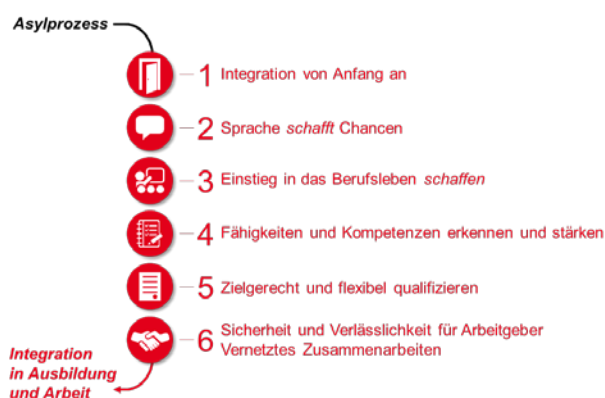 Asylprozess
1 Integration von Anfang an
2 Sprache schafft Chancen
3 Einstieg in das Berufsleben schaffen
4 Fähigkeiten und Kompetenzen erkennen und stärken
5 Zielgerecht und flexibel qualifizieren
6 Sicherheit und Verlässlichkeit für Arbeitgeber
Vernetztes Zusammenarbeiten
Integration
in Ausbildung
und Arbeit